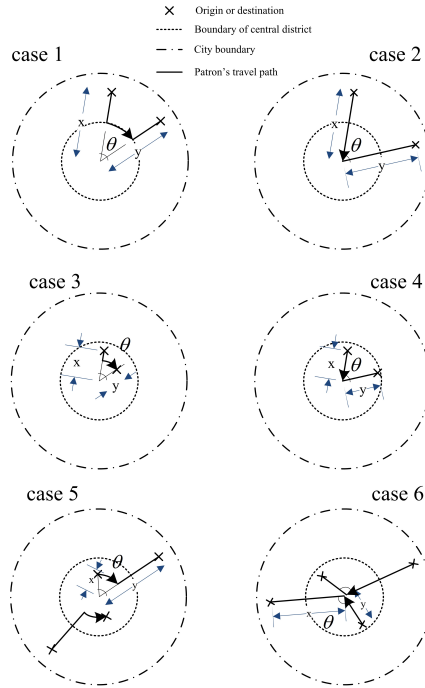 Origin or destination
Boundary of central district
City boundary
Patron's travel path
case 1
case 2
x
θ
y
x
θ
y
case 3
case 4
x
θ
y
x
θ
y
case 5
case 6
x
θ
y
x
θ
y